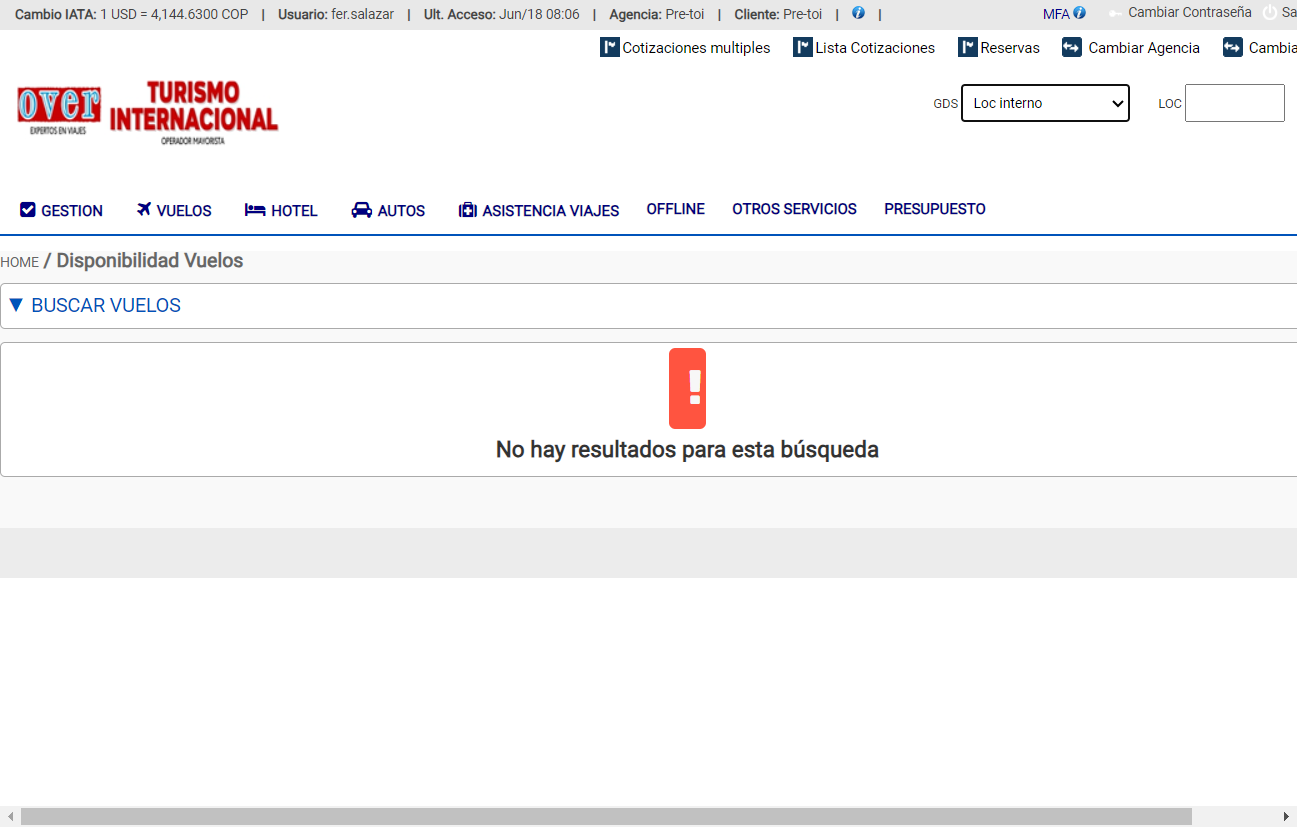 Cambio IATA: 1 USD = 4,144.6300 COP | Usuario: fer.salazar | Ult. Acceso: Jun/18 08:06 | Agencia: Pre-toi | Cliente: Pre-toi | i | MFA i Cambiar Contraseña Sa
Cotizaciones multiples Lista Cotizaciones Reservas Cambiar Agencia Cambia
over
EXPERTOS EN VIAJES
TURISMO
INTERNACIONAL
OPERADOR MAYORISTA
GDS Loc interno LOC
GESTION VUELOS HOTEL AUTOS ASISTENCIA VIAJES OFFLINE OTROS SERVICIOS PRESUPUESTO
HOME / Disponibilidad Vuelos
▼ BUSCAR VUELOS
!
No hay resultados para esta búsqueda